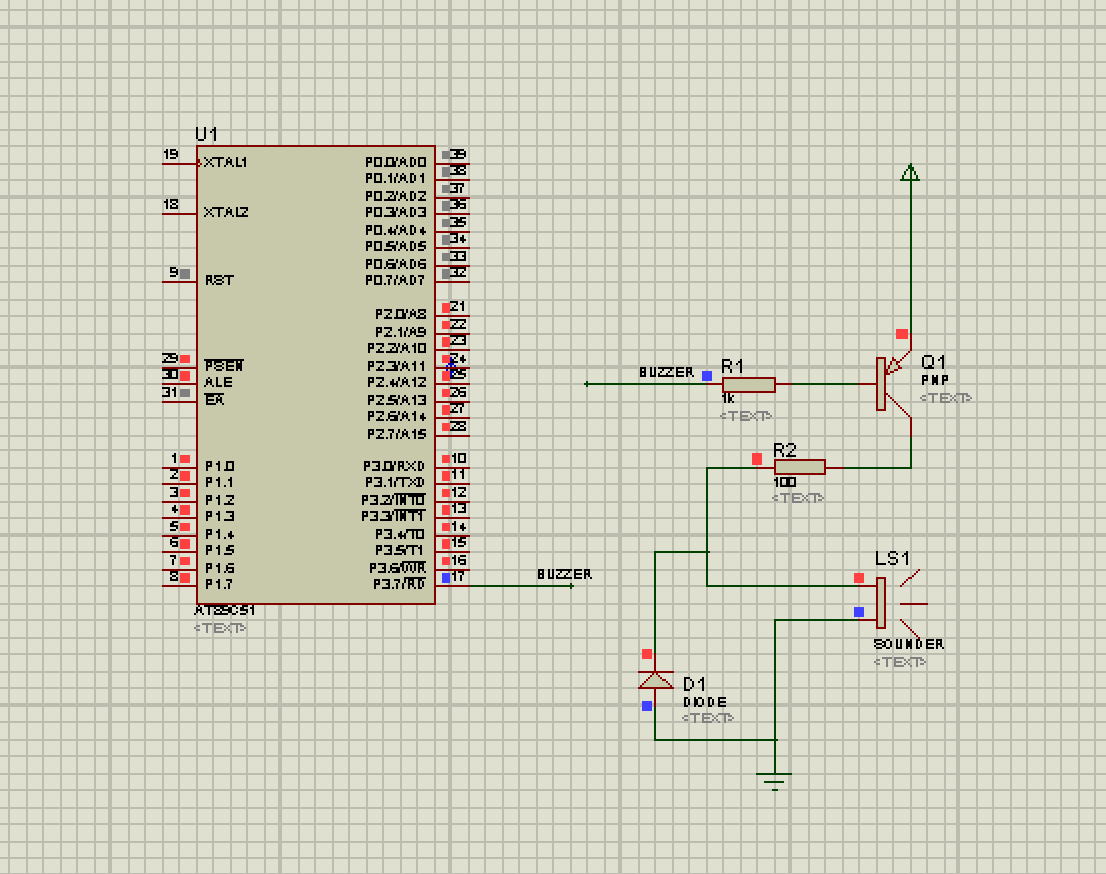 U1
19 XTAL1 P0.0/AD0 39
P0.1/AD1 38
P0.2/AD2 37
18 XTAL2 P0.3/AD3 36
P0.4/AD4 35
P0.5/AD5 34
P0.6/AD6 33
9 RST P0.7/AD7 32
P2.0/A8 21
P2.1/A9 22
P2.2/A10 23
29 PSEN P2.3/A11 24
30 ALE P2.4/A12 25
31 EA P2.5/A13 26
P2.6/A14 27
P2.7/A15 28
1 P1.0 P3.0/RXD 10
2 P1.1 P3.1/TXD 11
3 P1.2 P3.2/INT0 12
4 P1.3 P3.3/INT1 13
5 P1.4 P3.4/T0 14
6 P1.5 P3.5/T1 15
7 P1.6 P3.6/WR 16
8 P1.7 P3.7/RD 17
AT89C51
<TEXT>
BUZZER
BUZZER
R1
1k
<TEXT>
Q1
PNP
<TEXT>
R2
100
<TEXT>
LS1
SOUNDER
<TEXT>
D1
DIODE
<TEXT>